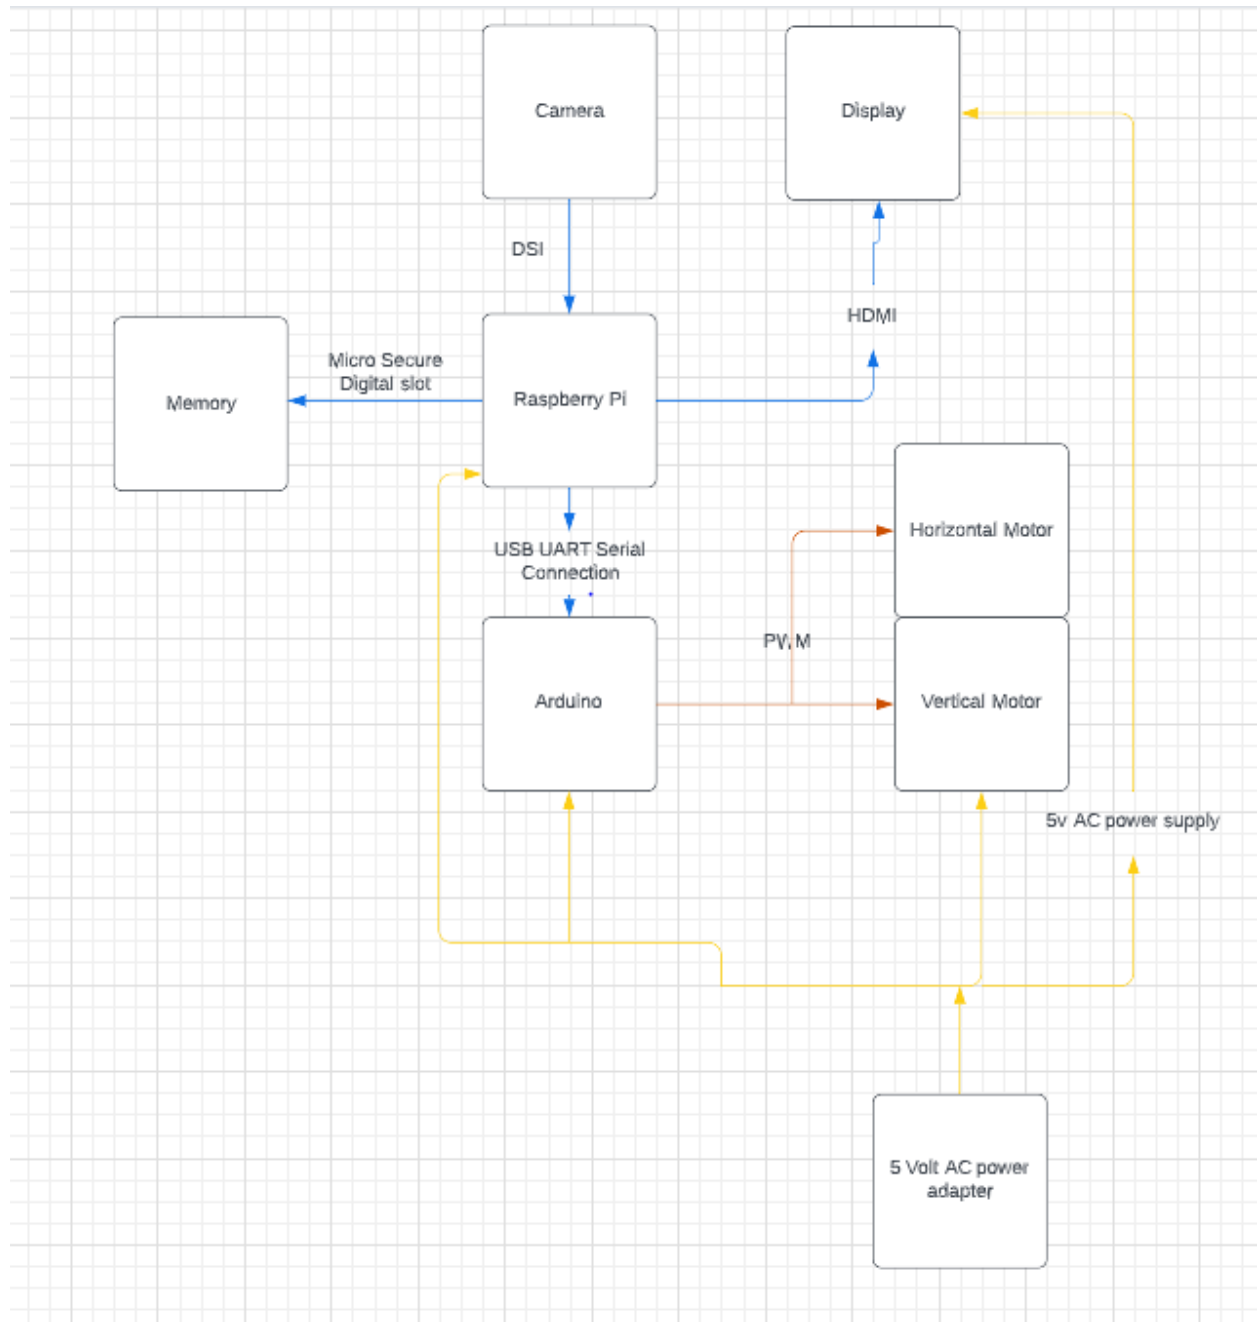 Camera
Display
DSI
HDMI
Micro Secure
Digital slot
Memory
Raspberry Pi
Horizontal Motor
USB UART Serial
Connection
PWM
Arduino
Vertical Motor
5v AC power supply
5 Volt AC power
adapter